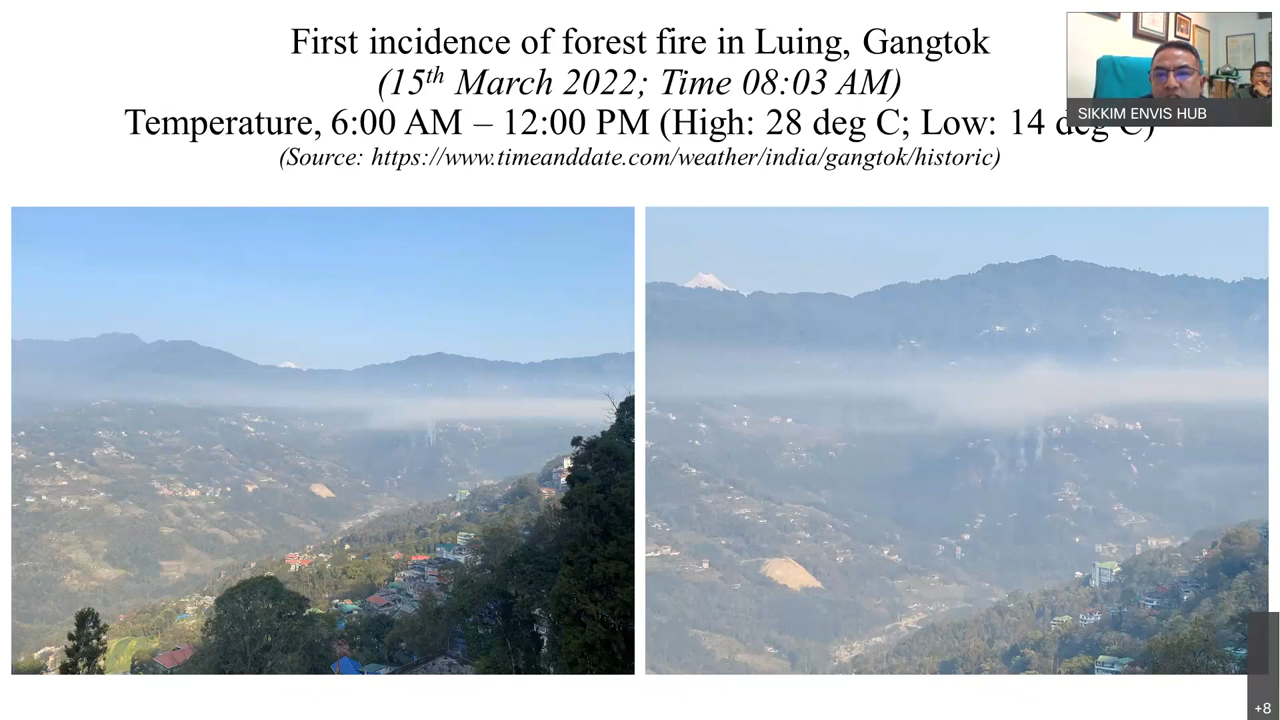 First incidence of forest fire in Luing, Gangtok
(15th March 2022; Time 08:03 AM)
Temperature, 6:00 AM – 12:00 PM (High: 28 deg C; Low: 14 deg C)
(Source: https://www.timeanddate.com/weather/india/gangtok/historic)
SIKKIM ENVIS HUB
+8